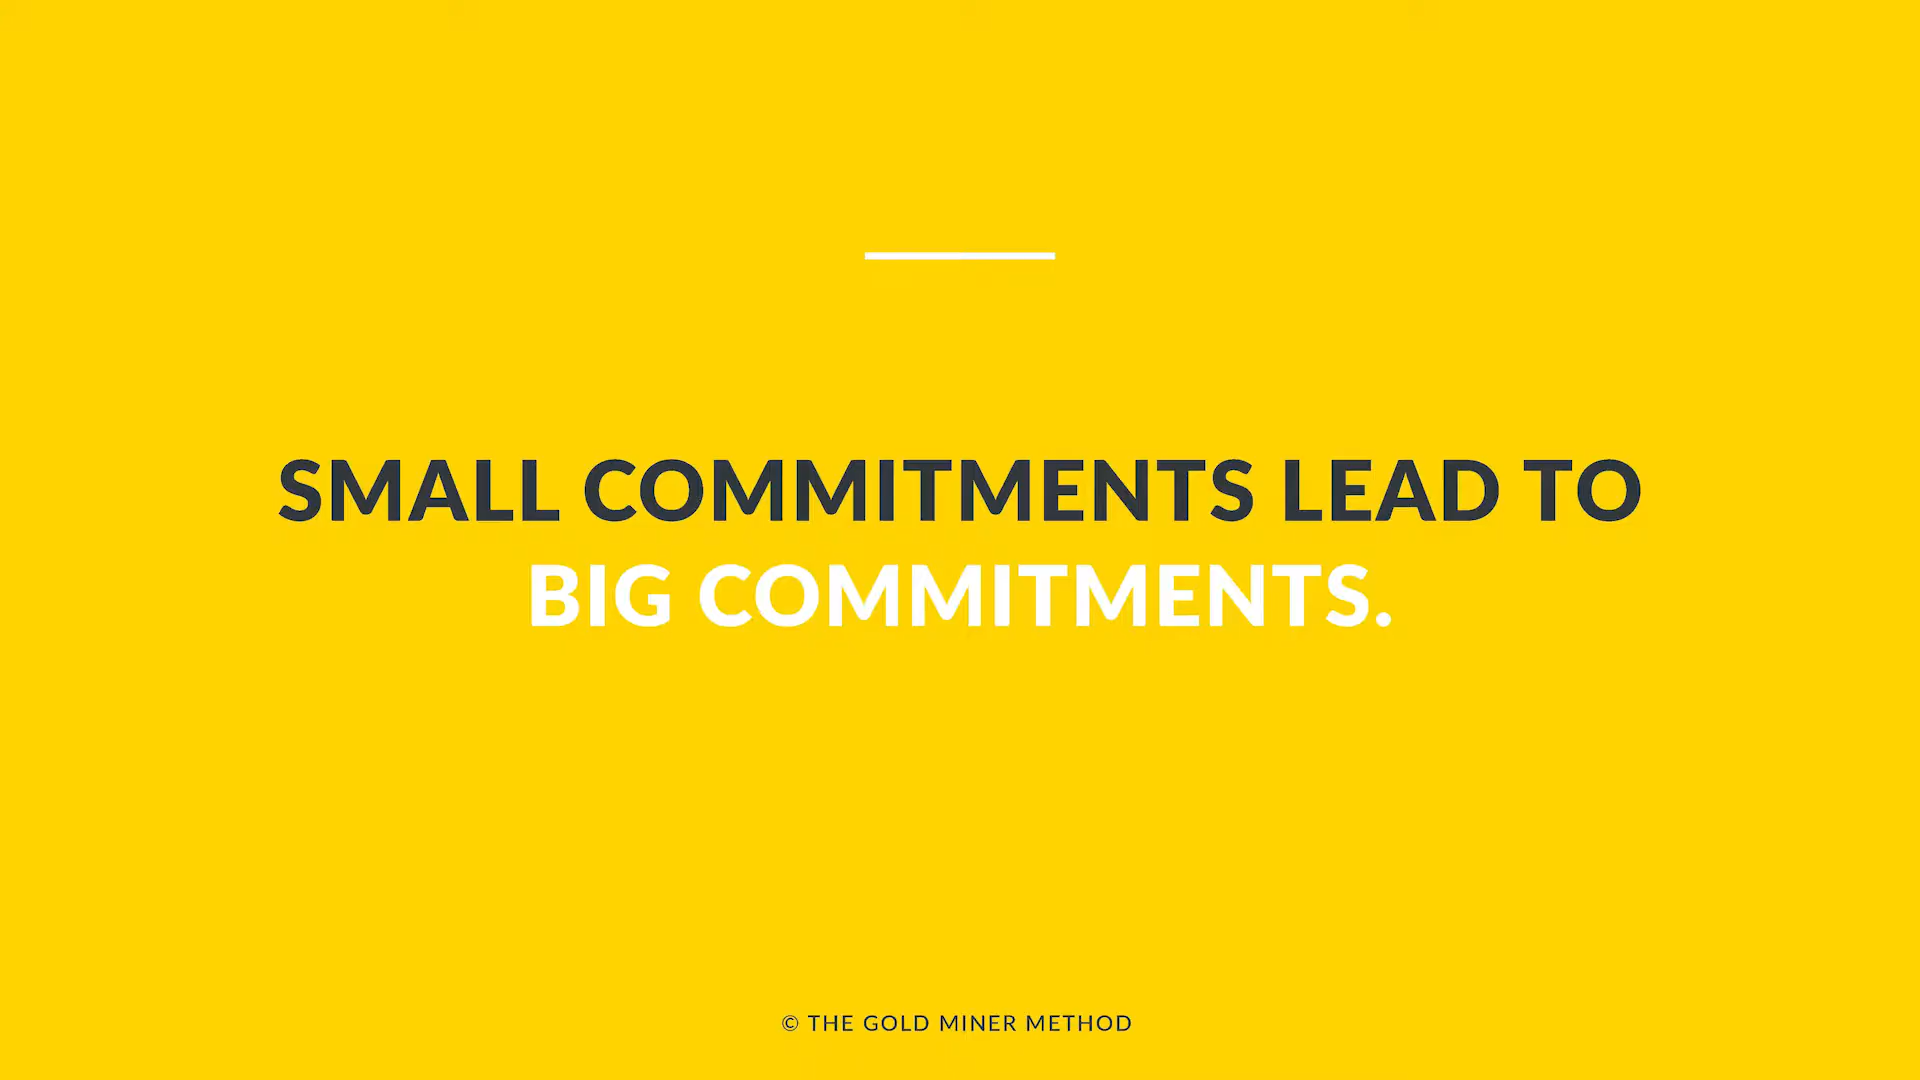 SMALL COMMITMENTS LEAD TO
BIG COMMITMENTS.
© THE GOLD MINER METHOD